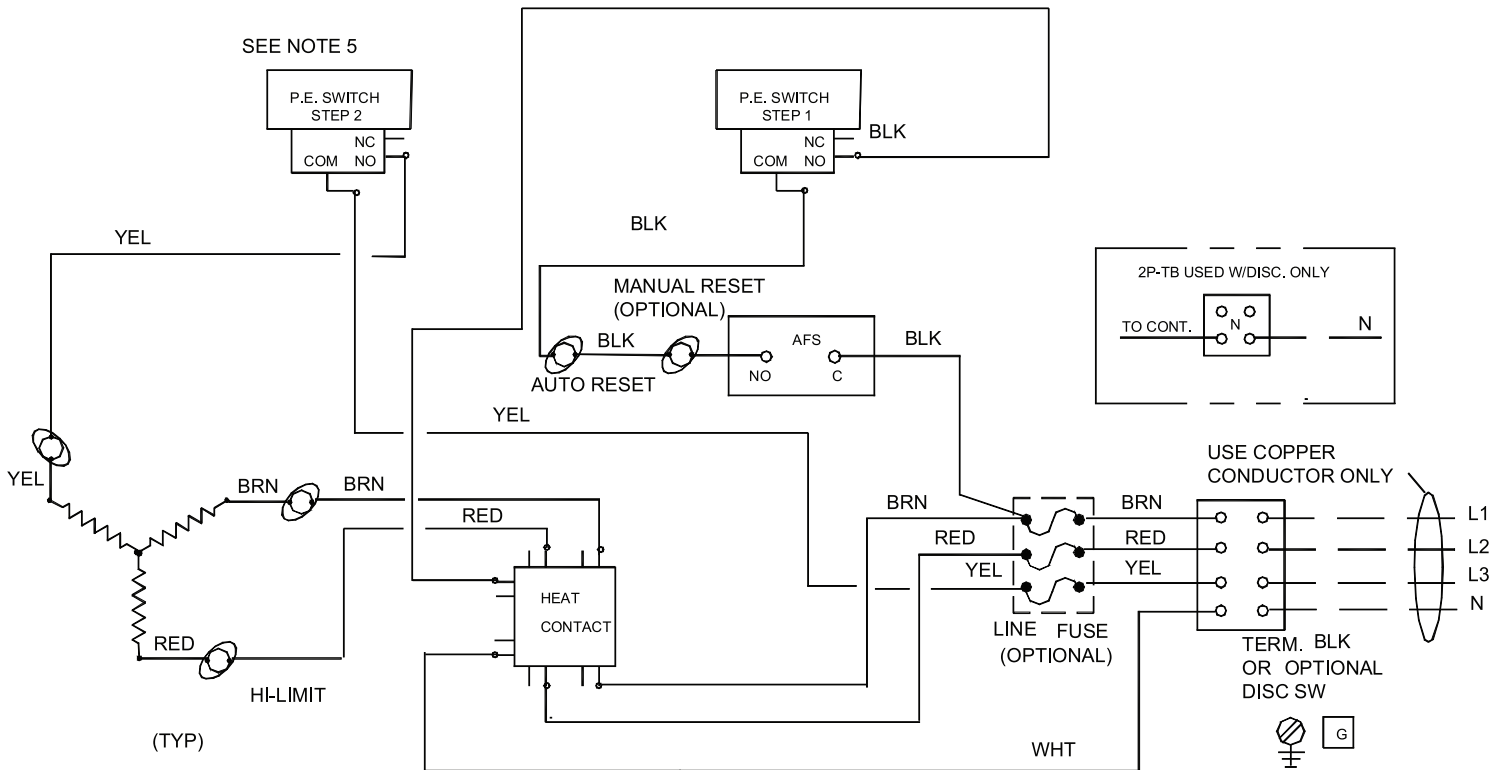 SEE NOTE 5
P.E. SWITCH
STEP 2
NC
COM NO
P.E. SWITCH
STEP 1
NC
COM NO
BLK
YEL
BLK
2P-TB USED W/DISC. ONLY
TO CONT.
N
N
MANUAL RESET
(OPTIONAL)
BLK
AUTO RESET
AFS
NO
C
BLK
YEL
YEL
BRN
BRN
RED
RED
HI-LIMIT
(TYP)
HEAT
CONTACT
BRN
RED
YEL
BRN
RED
YEL
LINE FUSE
(OPTIONAL)
USE COPPER
CONDUCTOR ONLY
L1
L2
L3
N
TERM. BLK
OR OPTIONAL
DISC SW
G
WHT